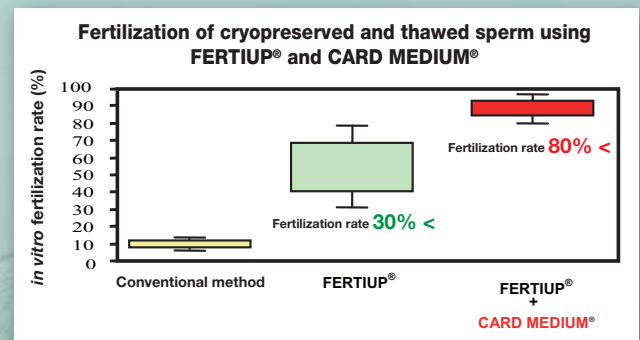 Fertilization of cryopreserved and thawed sperm using
FERTIUP® and CARD MEDIUM®
in vitro fertilization rate (%)
100
90
80
70
60
50
40
30
20
10
0
Fertilization rate 80% <
Fertilization rate 30% <
Conventional method
FERTIUP®
FERTIUP®
+
CARD MEDIUM®